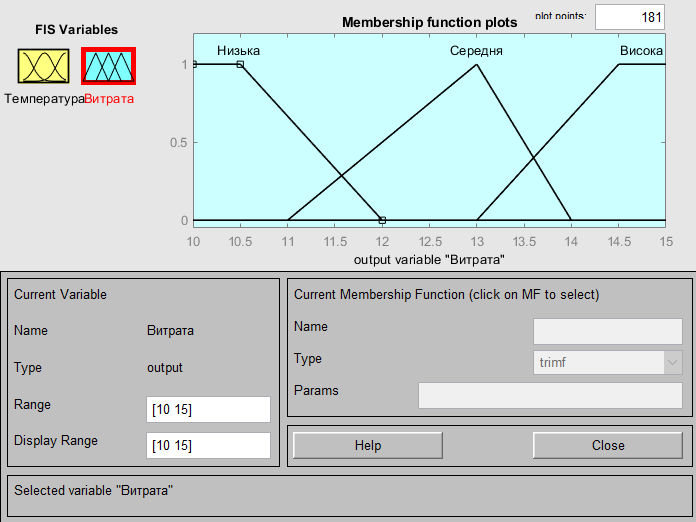 FIS Variables
Температура
Витрата
Membership function plots
plot points:
181
Низька
Середня
Висока
1
0.5
0
10
10.5
11
11.5
12
12.5
13
13.5
14
14.5
15
output variable "Витрата"
Current Variable
Name
Витрата
Type
output
Range
[10 15]
Display Range
[10 15]
Current Membership Function (click on MF to select)
Name
Type
trimf
Params
Help
Close
Selected variable "Витрата"